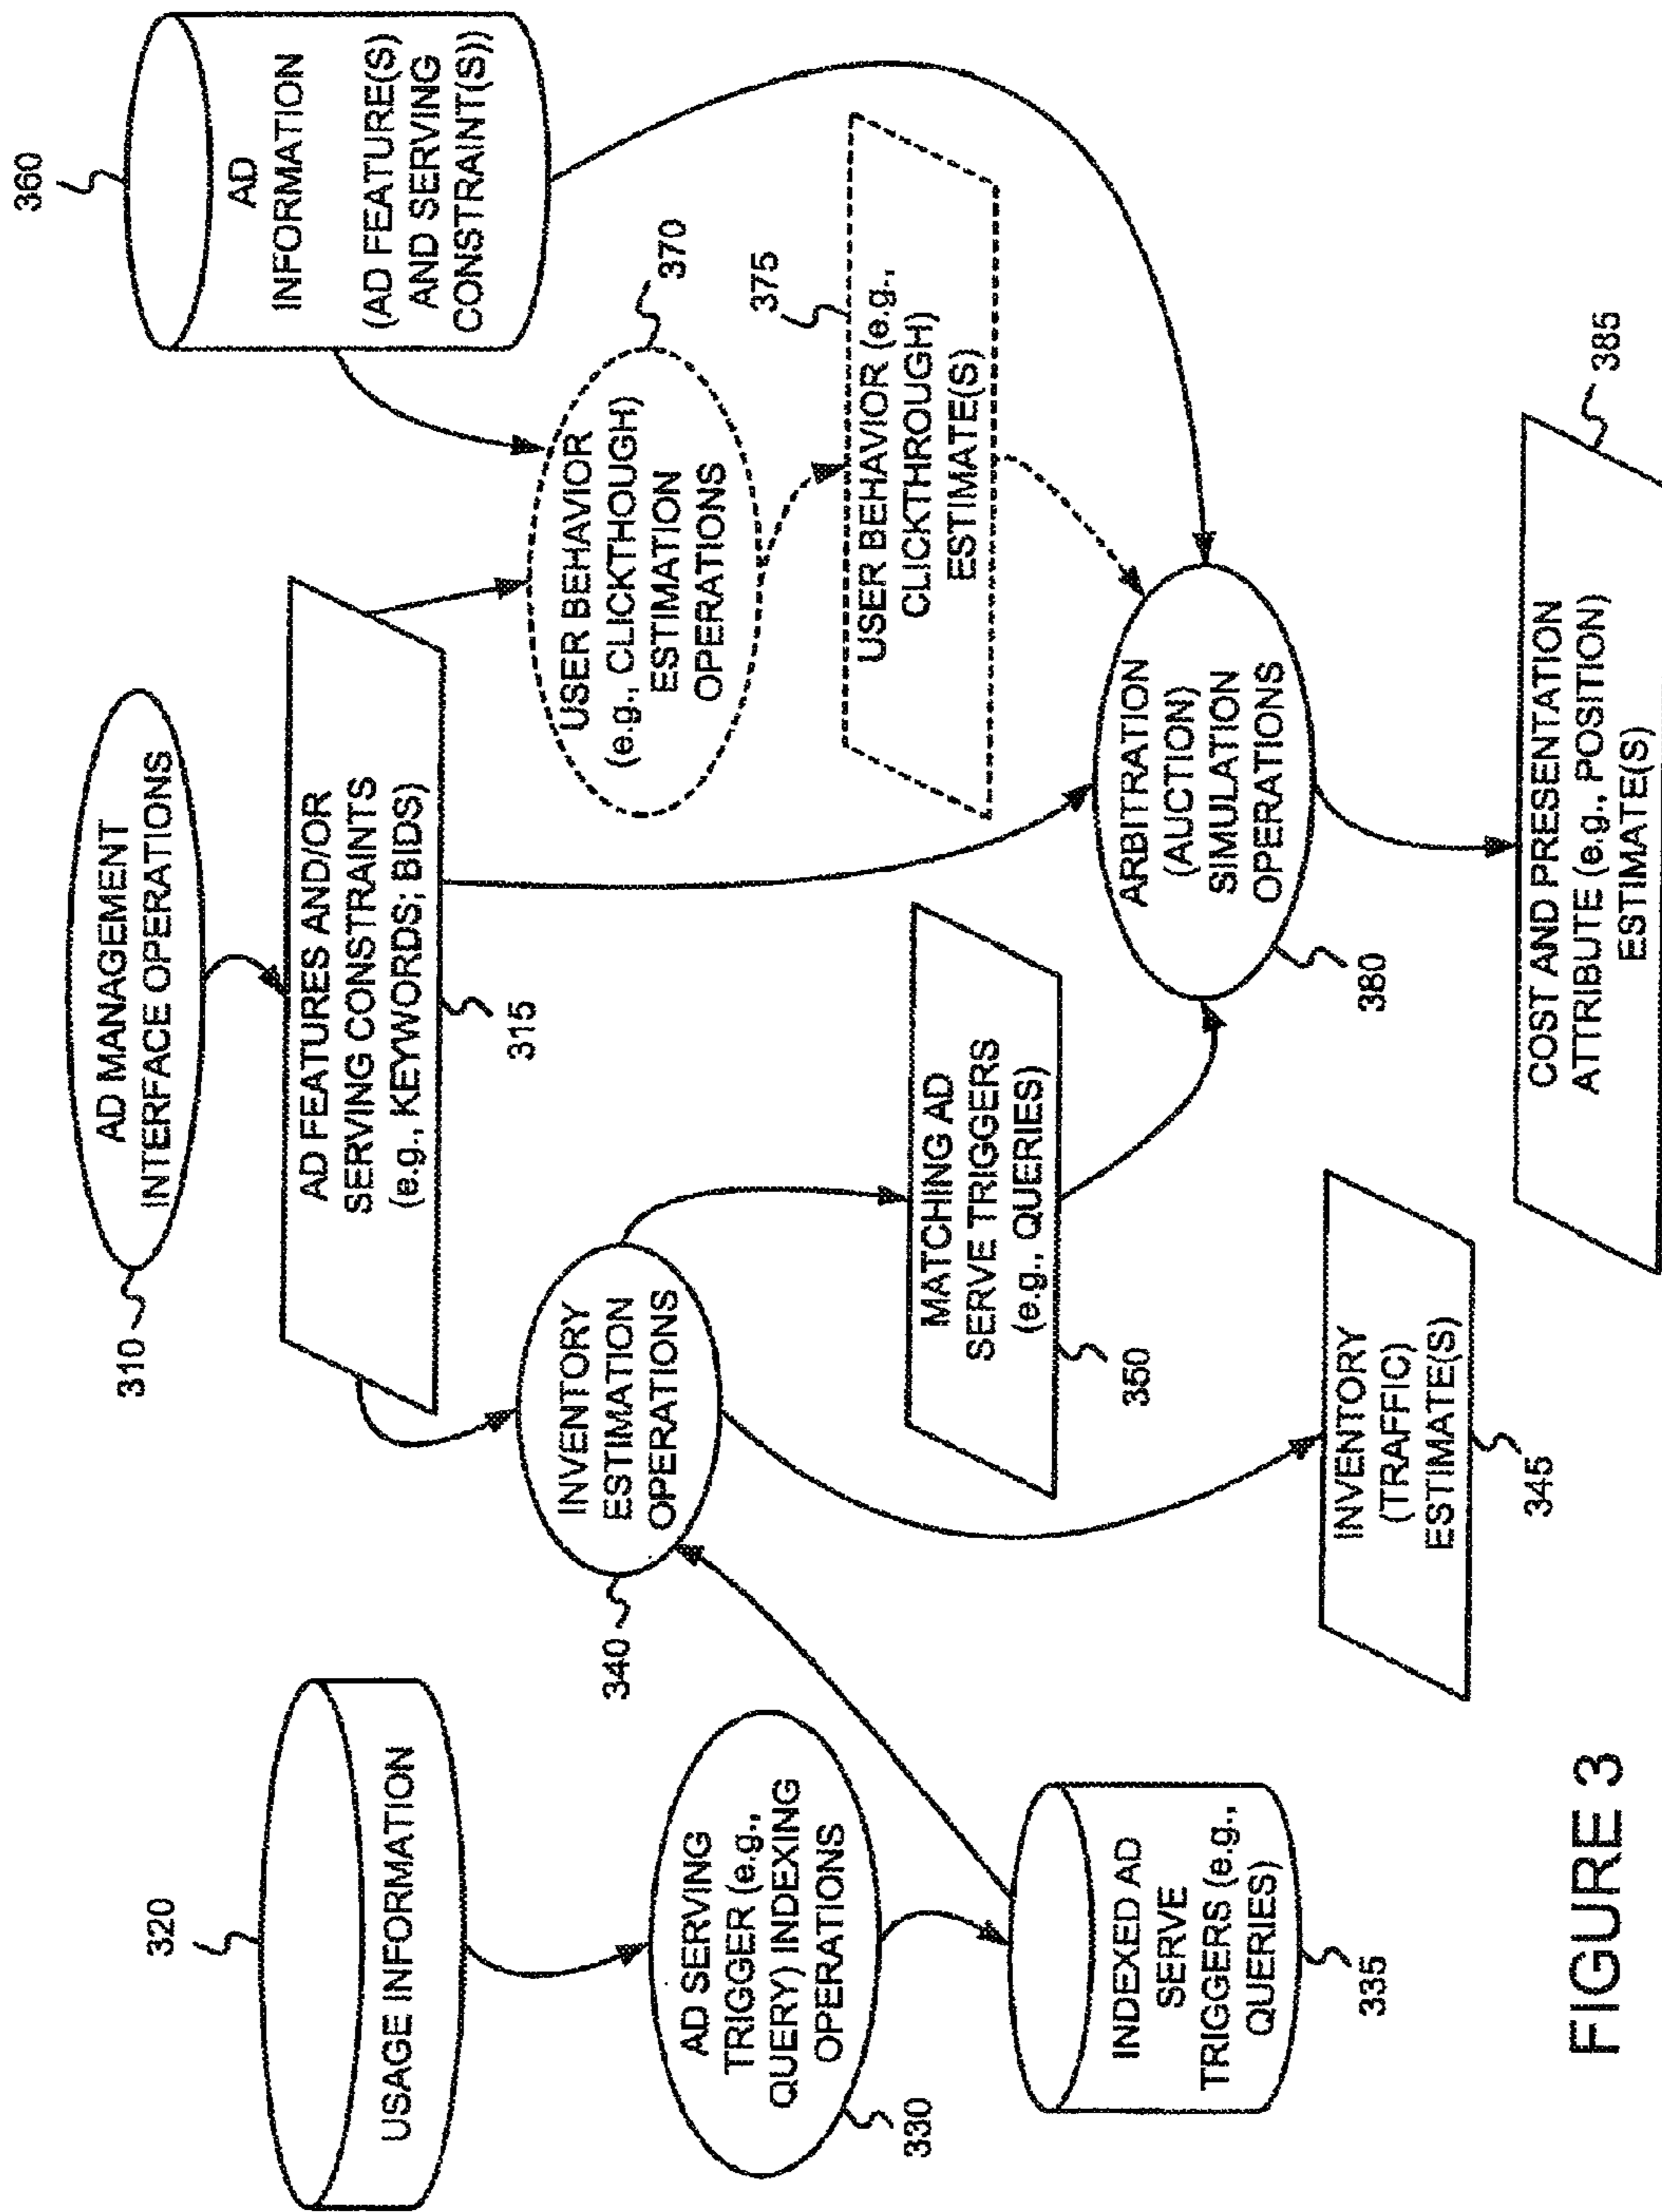 310
AD MANAGEMENT
INTERFACE OPERATIONS
360
AD
INFORMATION
(AD FEATURE(S)
AND SERVING
CONSTRAINT(S))
320
USAGE INFORMATION
AD FEATURES AND/OR
SERVING CONSTRAINTS
(e.g., KEYWORDS; BIDS)
315
370
USER BEHAVIOR
(e.g., CLICKTHOUGH)
ESTIMATION
OPERATIONS
340
INVENTORY
ESTIMATION
OPERATIONS
AD SERVING
TRIGGER (e.g.,
QUERY) INDEXING
OPERATIONS
330
375
USER BEHAVIOR (e.g.,
CLICKTHROUGH)
ESTIMATE(S)
MATCHING AD
SERVE TRIGGERS
(e.g., QUERIES)
350
INDEXED AD
SERVE
TRIGGERS (e.g.,
QUERIES)
335
ARBITRATION
(AUCTION)
SIMULATION
OPERATIONS
380
INVENTORY
(TRAFFIC)
ESTIMATE(S)
345
COST AND PRESENTATION
ATTRIBUTE (e.g., POSITION)
ESTIMATE(S)
385
FIGURE 3